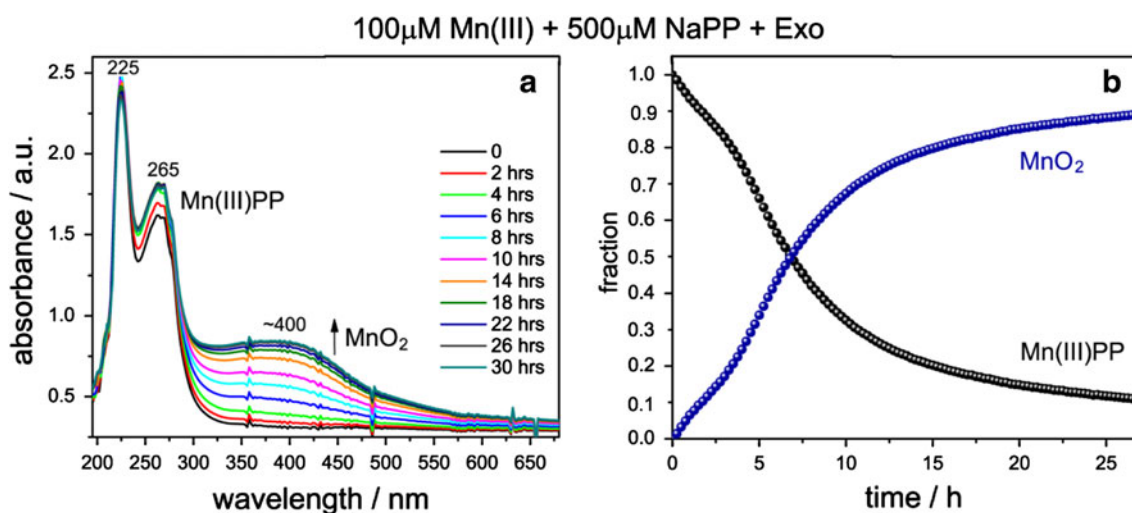 100μM Mn(III) + 500μM NaPP + Exo
a
225
265
Mn(III)PP
~400
MnO₂
0
2 hrs
4 hrs
6 hrs
8 hrs
10 hrs
14 hrs
18 hrs
22 hrs
26 hrs
30 hrs
2.5
2.0
1.5
1.0
0.5
absorbance / a.u.
200 250 300 350 400 450 500 550 600 650
wavelength / nm
b
MnO₂
Mn(III)PP
1.0
0.9
0.8
0.7
0.6
0.5
0.4
0.3
0.2
0.1
0.0
fraction
0 5 10 15 20 25
time / h